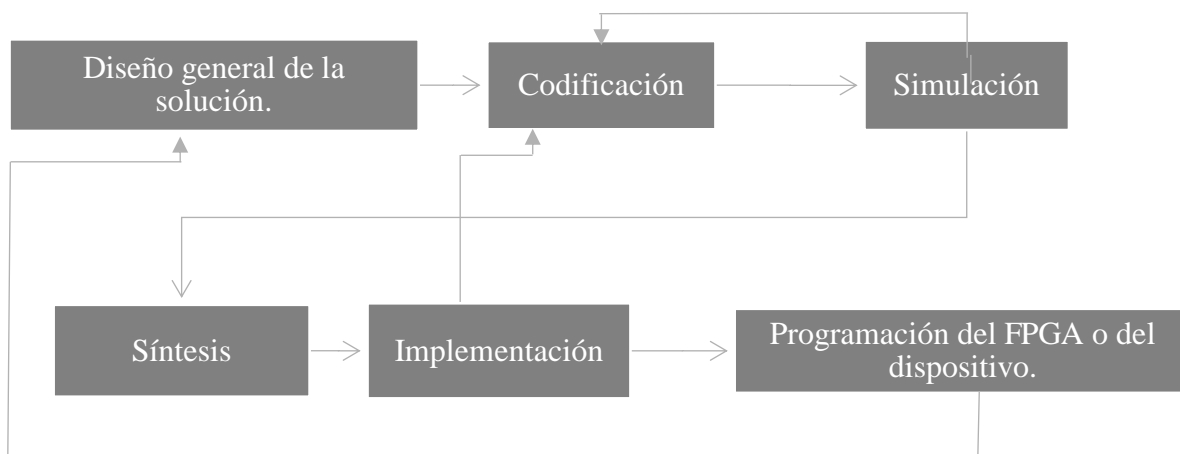 Diseño general de la
solución.
Codificación
Simulación
Síntesis
Implementación
Programación del FPGA o del
dispositivo.